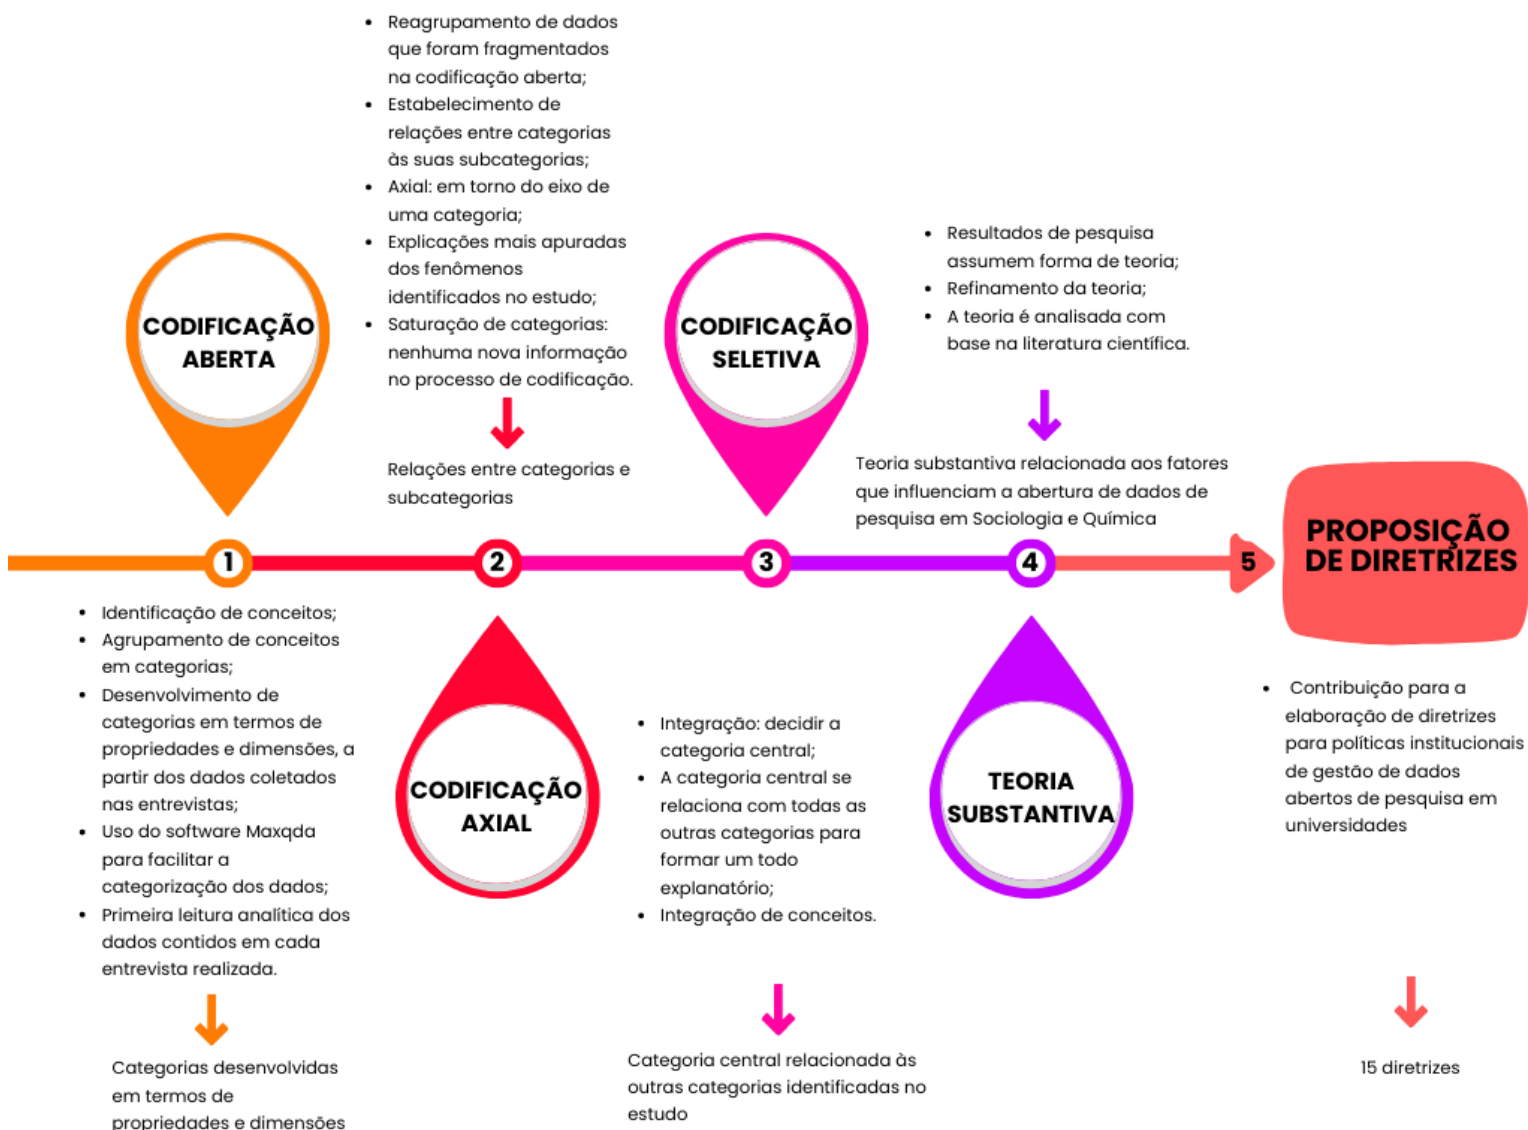 Reagrupamento de dados
que foram fragmentados
na codificação aberta;
Estabelecimento de
relações entre categorias
às suas subcategorias;
Axial: em torno do eixo de
uma categoria;
Explicações mais apuradas
dos fenômenos
identificados no estudo;
Saturação de categorias:
nenhuma nova informação
no processo de codificação.
Relações entre categorias e
subcategorias
CODIFICAÇÃO
ABERTA
CODIFICAÇÃO
SELETIVA
Resultados de pesquisa
assumem forma de teoria;
Refinamento da teoria;
A teoria é analisada com
base na literatura científica.
Teoria substantiva relacionada aos fatores
que influenciam a abertura de dados de
pesquisa em Sociologia e Química
1
2
3
4
5
PROPOSIÇÃO
DE DIRETRIZES
Identificação de conceitos;
Agrupamento de conceitos
em categorias;
Desenvolvimento de
categorias em termos de
propriedades e dimensões, a
partir dos dados coletados
nas entrevistas;
Uso do software Maxqda
para facilitar a
categorização dos dados;
Primeira leitura analítica dos
dados contidos em cada
entrevista realizada.
Categorias desenvolvidas
em termos de
propriedades e dimensões
CODIFICAÇÃO
AXIAL
Integração: decidir a
categoria central;
A categoria central se
relaciona com todas as
outras categorias para
formar um todo
explanatório;
Integração de conceitos.
Categoria central relacionada às
outras categorias identificadas no
estudo
TEORIA
SUBSTANTIVA
Contribuição para a
elaboração de diretrizes
para políticas institucionais
de gestão de dados
abertos de pesquisa em
universidades
15 diretrizes